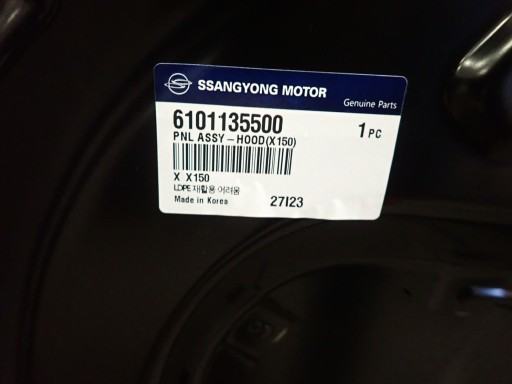 SSANGYONG MOTOR
Genuine Parts
6101135500 1 PC
PNL ASSY - HOOD(X150)
X X150
LDPE 재활용 어려움
Made in Korea 27I23